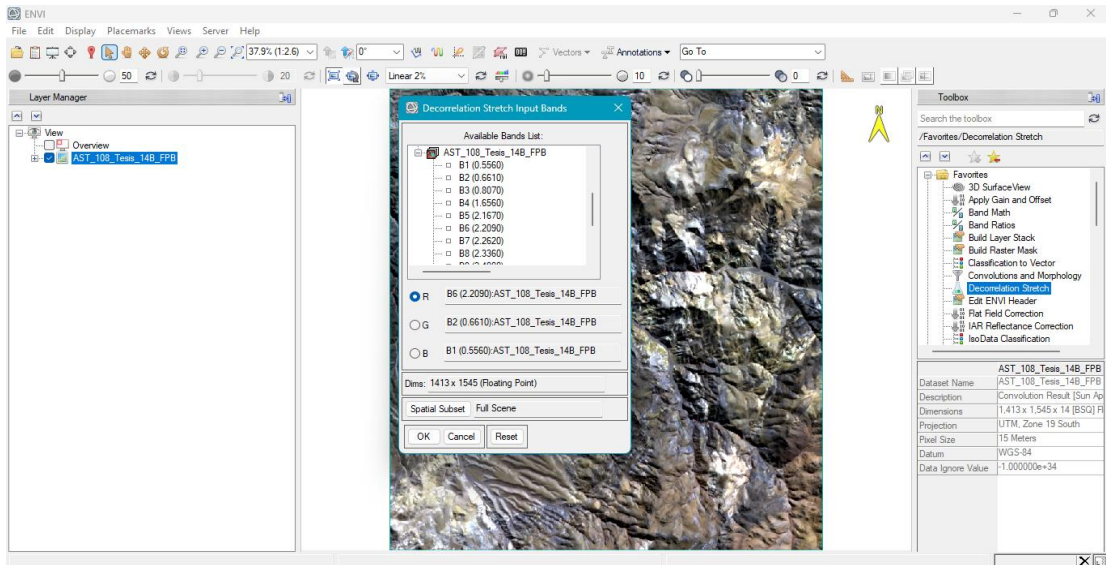 ENVI
File Edit Display Placemarks Views Server Help
37.9% (1:2.6) 0° Vectors Annotations Go To
50 20 Linear 2% 10 0
Layer Manager
View
Overview
AST_108_Tesis_14B_FPB
Decorrelation Stretch Input Bands
Available Bands List:
AST_108_Tesis_14B_FPB
B1 (0.5560)
B2 (0.6610)
B3 (0.8070)
B4 (1.6560)
B5 (2.1670)
B6 (2.2090)
B7 (2.2620)
B8 (2.3360)
R B6 (2.2090):AST_108_Tesis_14B_FPB
G B2 (0.6610):AST_108_Tesis_14B_FPB
B B1 (0.5560):AST_108_Tesis_14B_FPB
Dims: 1413 x 1545 (Floating Point)
Spatial Subset Full Scene
OK Cancel Reset
N
Toolbox
Search the toolbox
/Favorites/Decorrelation Stretch
Favorites
3D SurfaceView
Apply Gain and Offset
Band Math
Band Ratios
Build Layer Stack
Build Raster Mask
Classification to Vector
Convolutions and Morphology
Decorrelation Stretch
Edit ENVI Header
Flat Field Correction
IAR Reflectance Correction
IsoData Classification
AST_108_Tesis_14B_FPB
Dataset Name AST_108_Tesis_14B_FPB
Description Convolution Result [Sun Ap
Dimensions 1,413 x 1,545 x 14 [BSQ] Fl
Projection UTM, Zone 19 South
Pixel Size 15 Meters
Datum WGS-84
Data Ignore Value -1.000000e+34